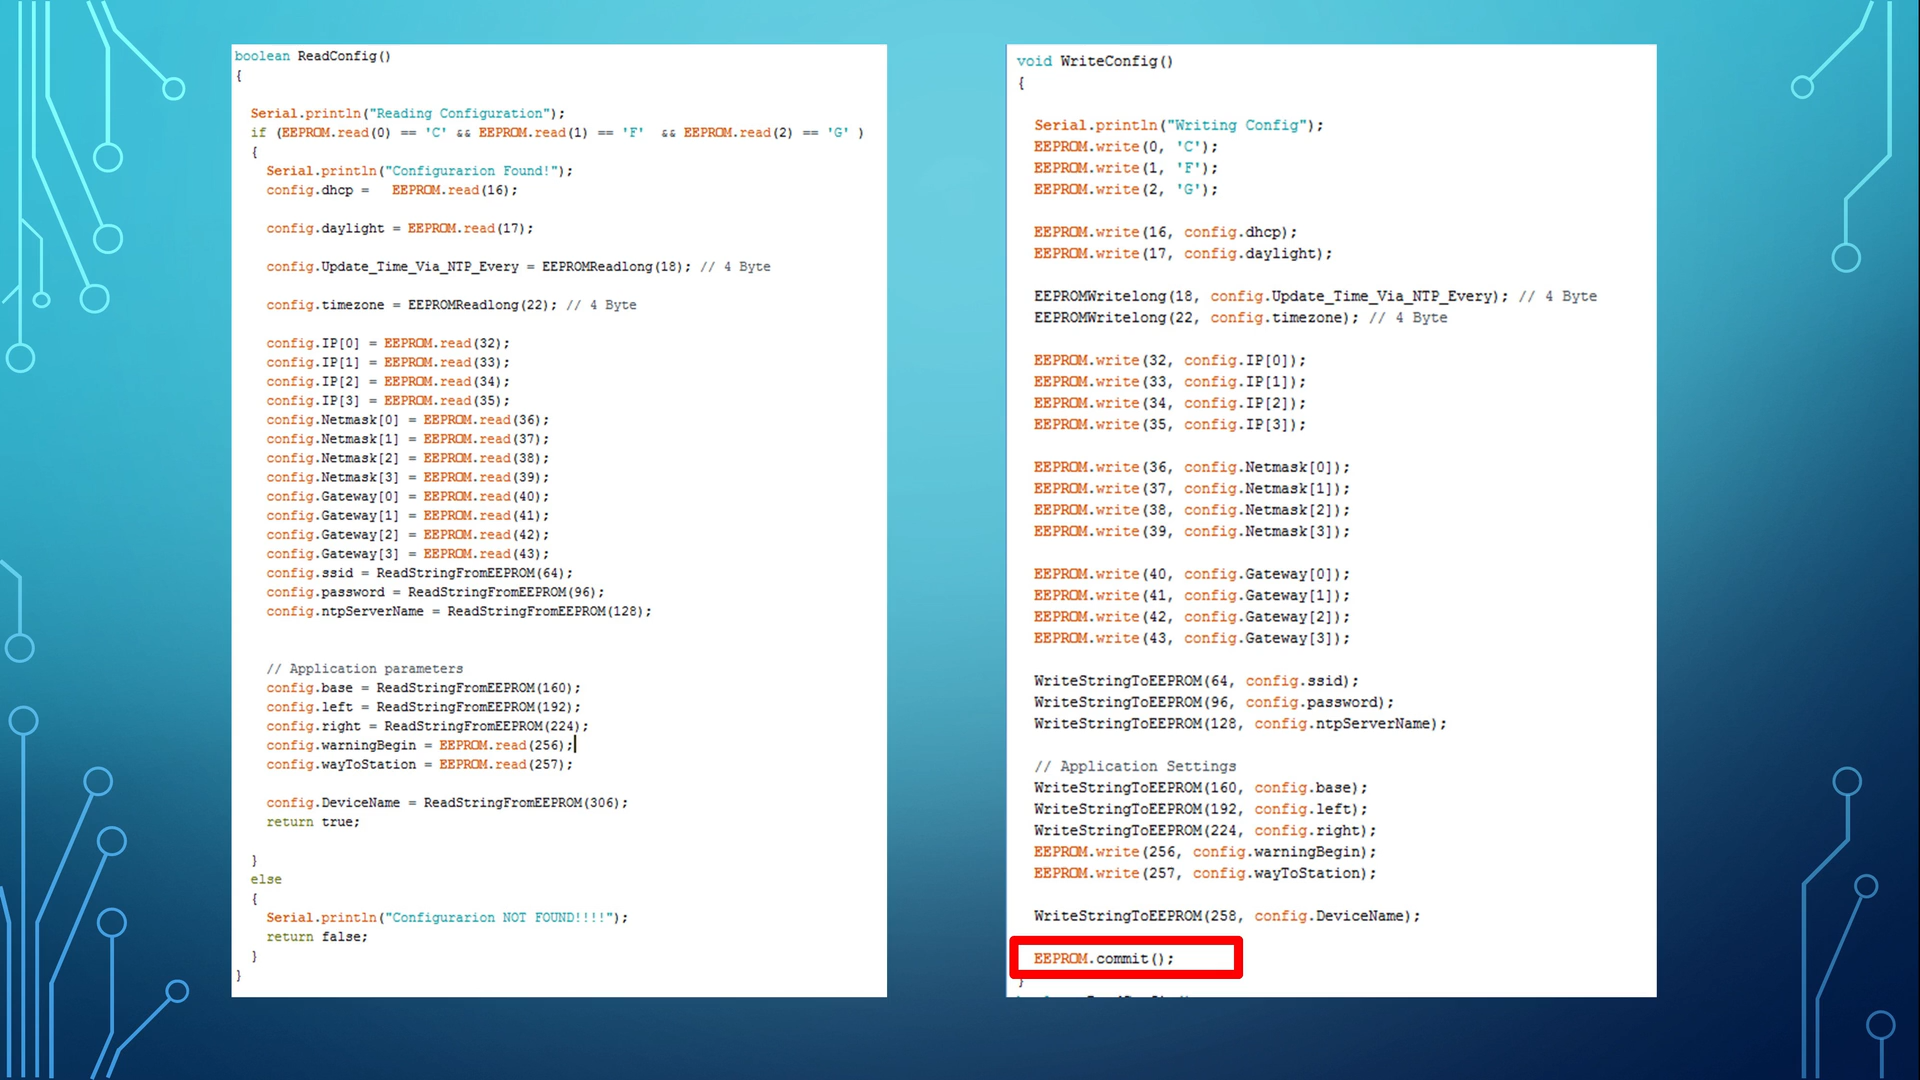 boolean ReadConfig()
{
Serial.println("Reading Configuration");
if (EEPROM.read(0) == 'C' && EEPROM.read(1) == 'F'  && EEPROM.read(2) == 'G' )
{
Serial.println("Configurarion Found!");
config.dhcp =   EEPROM.read(16);
config.daylight = EEPROM.read(17);
config.Update_Time_Via_NTP_Every = EEPROMReadlong(18); // 4 Byte
config.timezone = EEPROMReadlong(22); // 4 Byte
config.IP[0] = EEPROM.read(32);
config.IP[1] = EEPROM.read(33);
config.IP[2] = EEPROM.read(34);
config.IP[3] = EEPROM.read(35);
config.Netmask[0] = EEPROM.read(36);
config.Netmask[1] = EEPROM.read(37);
config.Netmask[2] = EEPROM.read(38);
config.Netmask[3] = EEPROM.read(39);
config.Gateway[0] = EEPROM.read(40);
config.Gateway[1] = EEPROM.read(41);
config.Gateway[2] = EEPROM.read(42);
config.Gateway[3] = EEPROM.read(43);
config.ssid = ReadStringFromEEPROM(64);
config.password = ReadStringFromEEPROM(96);
config.ntpServerName = ReadStringFromEEPROM(128);
// Application parameters
config.base = ReadStringFromEEPROM(160);
config.left = ReadStringFromEEPROM(192);
config.right = ReadStringFromEEPROM(224);
config.warningBegin = EEPROM.read(256);
config.wayToStation = EEPROM.read(257);
config.DeviceName = ReadStringFromEEPROM(306);
return true;
}
else
{
Serial.println("Configurarion NOT FOUND!!!!");
return false;
}
}
void WriteConfig()
{
Serial.println("Writing Config");
EEPROM.write(0, 'C');
EEPROM.write(1, 'F');
EEPROM.write(2, 'G');
EEPROM.write(16, config.dhcp);
EEPROM.write(17, config.daylight);
EEPROMWritelong(18, config.Update_Time_Via_NTP_Every); // 4 Byte
EEPROMWritelong(22, config.timezone); // 4 Byte
EEPROM.write(32, config.IP[0]);
EEPROM.write(33, config.IP[1]);
EEPROM.write(34, config.IP[2]);
EEPROM.write(35, config.IP[3]);
EEPROM.write(36, config.Netmask[0]);
EEPROM.write(37, config.Netmask[1]);
EEPROM.write(38, config.Netmask[2]);
EEPROM.write(39, config.Netmask[3]);
EEPROM.write(40, config.Gateway[0]);
EEPROM.write(41, config.Gateway[1]);
EEPROM.write(42, config.Gateway[2]);
EEPROM.write(43, config.Gateway[3]);
WriteStringToEEPROM(64, config.ssid);
WriteStringToEEPROM(96, config.password);
WriteStringToEEPROM(128, config.ntpServerName);
// Application Settings
WriteStringToEEPROM(160, config.base);
WriteStringToEEPROM(192, config.left);
WriteStringToEEPROM(224, config.right);
EEPROM.write(256, config.warningBegin);
EEPROM.write(257, config.wayToStation);
WriteStringToEEPROM(258, config.DeviceName);
EEPROM.commit();
}